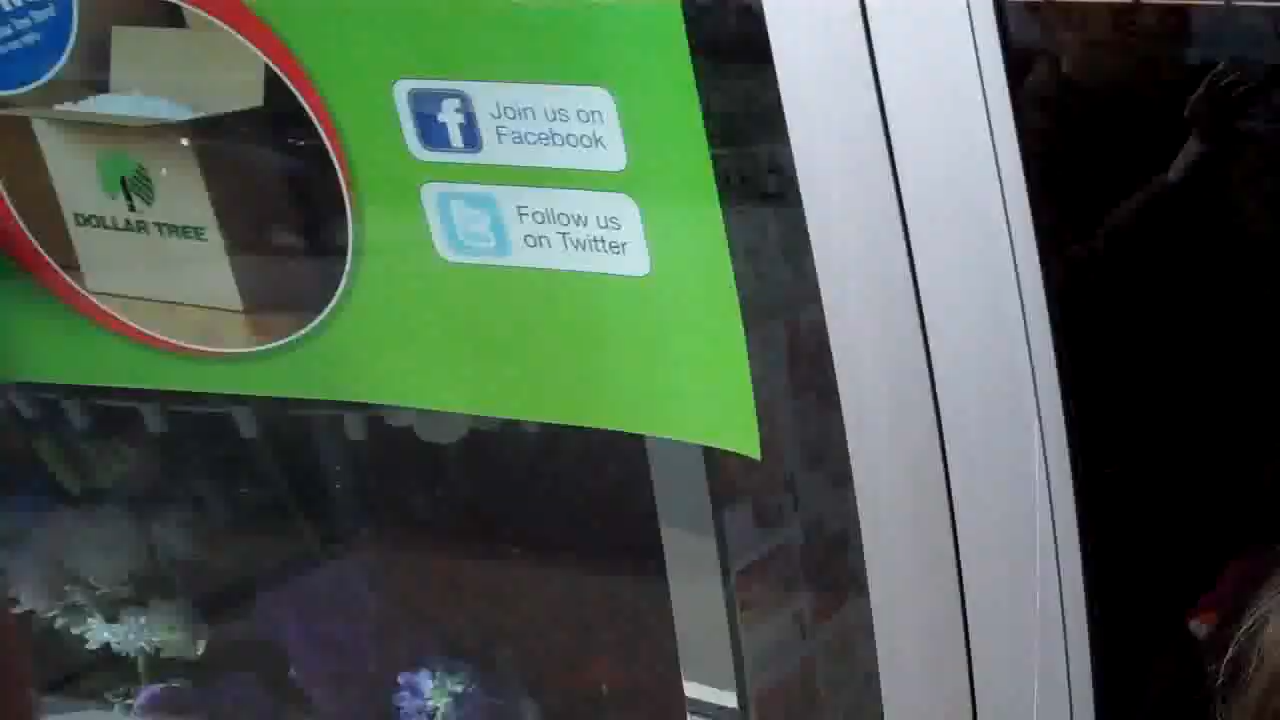 DOLLAR TREE
Join us on
Facebook
Follow us
on Twitter